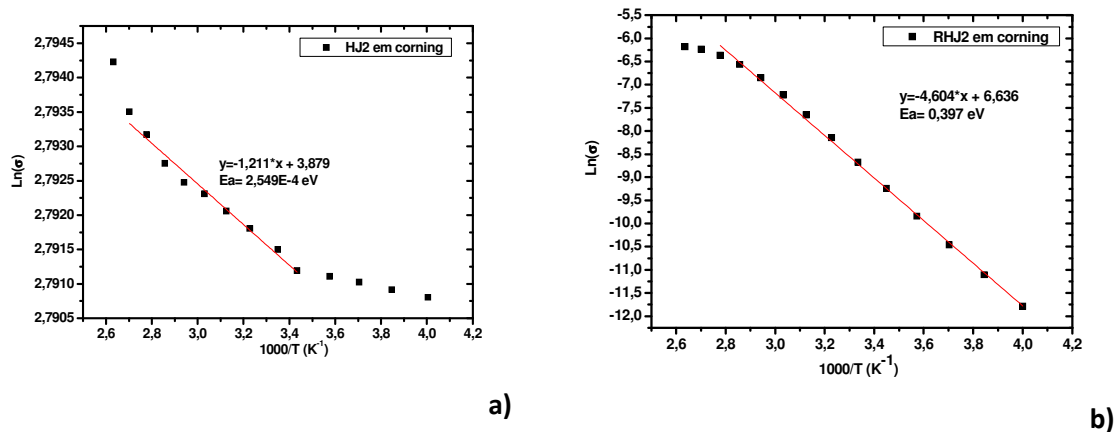 2,7945
2,7940
2,7935
2,7930
2,7925
2,7920
2,7915
2,7910
2,7905
Ln(σ)
HJ2 em corning
y=-1,211*x + 3,879
Ea= 2,549E-4 eV
2,6 2,8 3,0 3,2 3,4 3,6 3,8 4,0 4,2
1000/T (K⁻¹)
a)
-5,5
-6,0
-6,5
-7,0
-7,5
-8,0
-8,5
-9,0
-9,5
-10,0
-10,5
-11,0
-11,5
-12,0
Ln(σ)
RHJ2 em corning
y=-4,604*x + 6,636
Ea= 0,397 eV
2,6 2,8 3,0 3,2 3,4 3,6 3,8 4,0 4,2
1000/T (K⁻¹)
b)